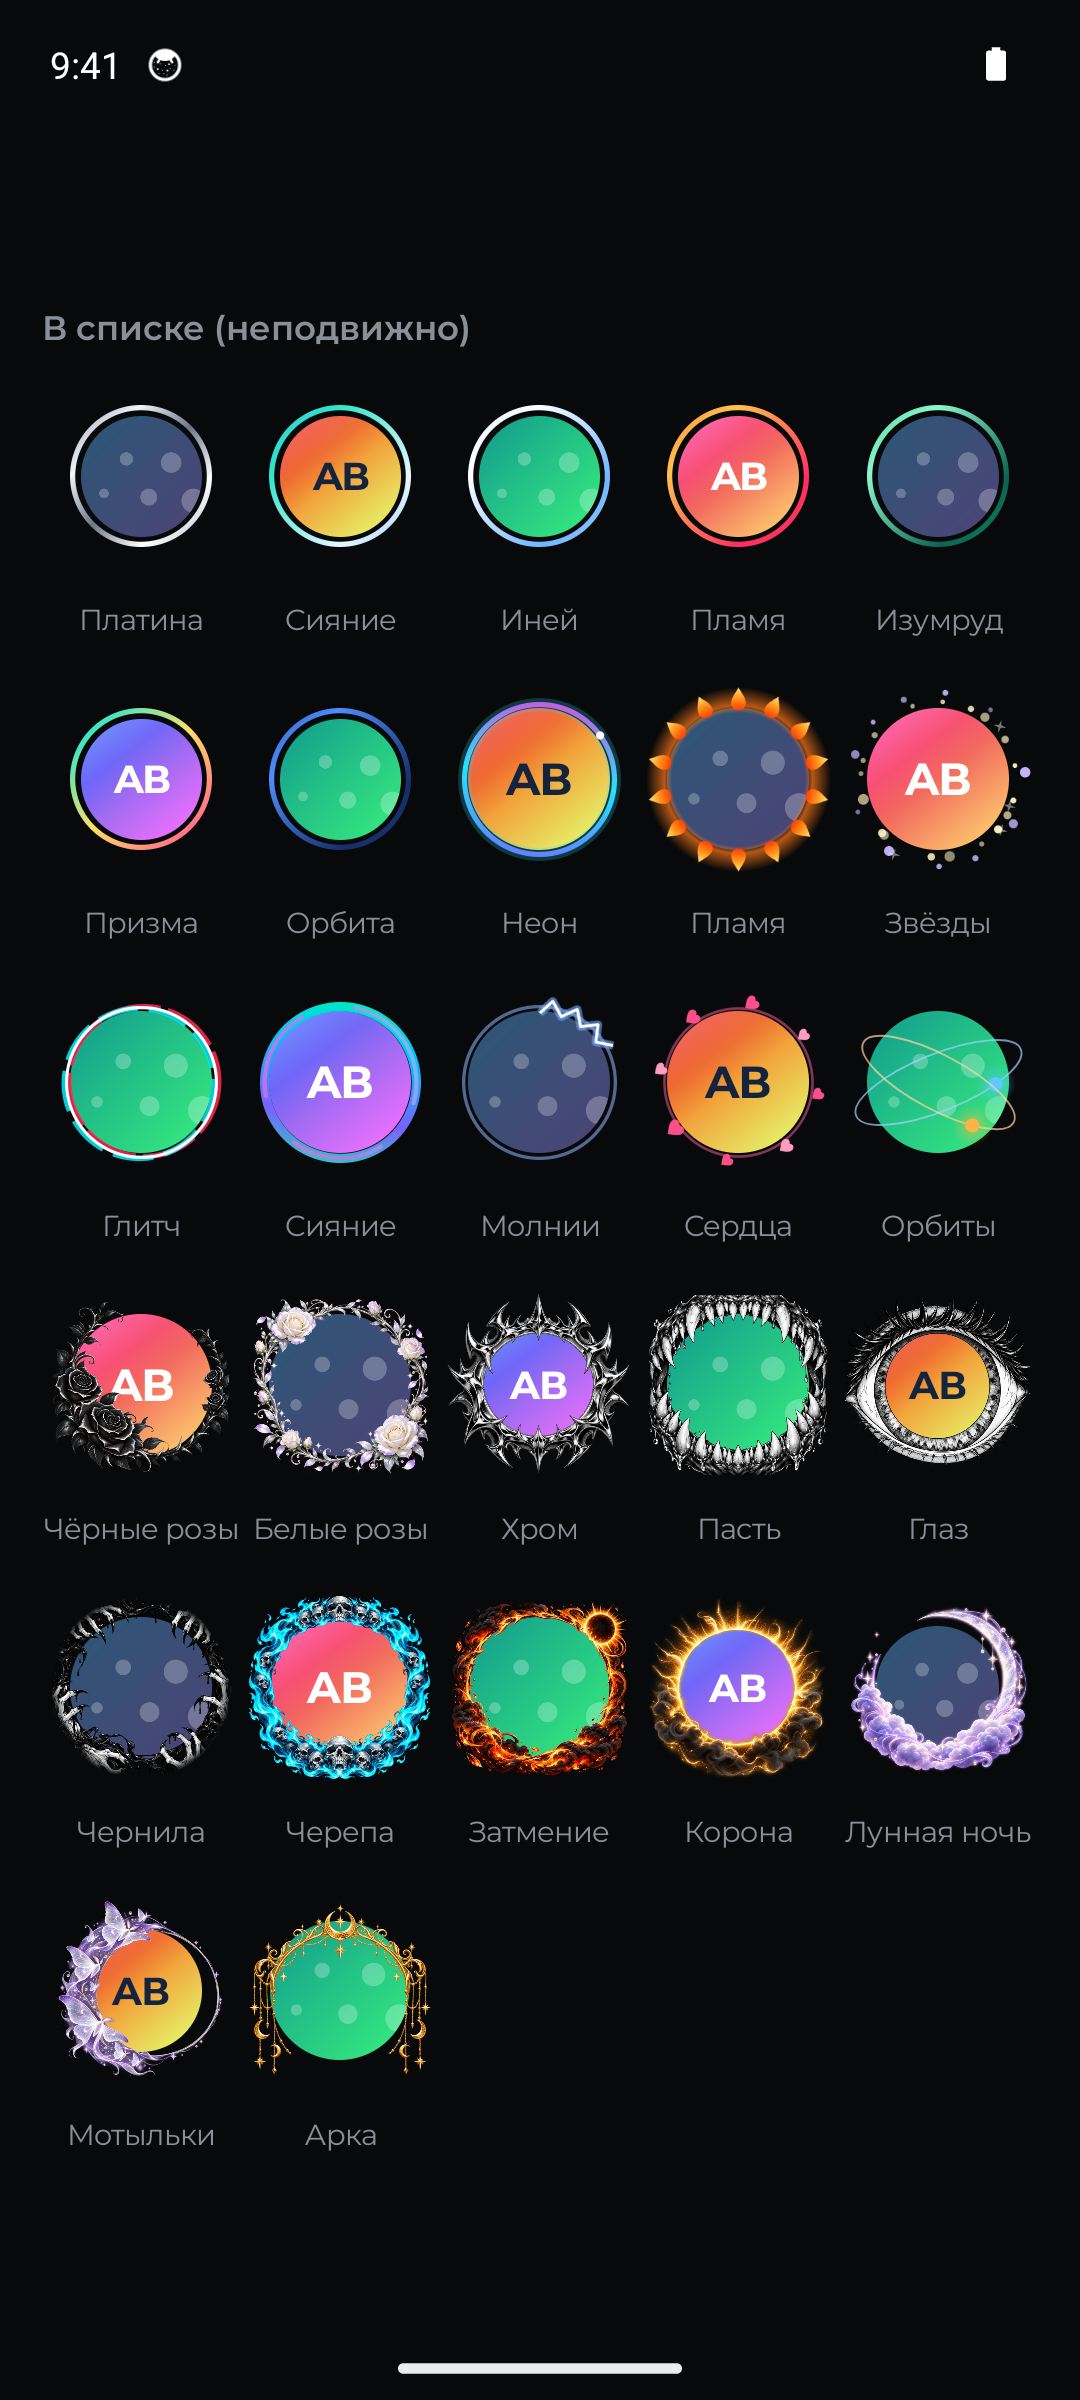 9:41
В списке (неподвижно)
AB AB
Платина Сияние Иней Пламя Изумруд
AB AB AB
Призма Орбита Неон Пламя Звёзды
AB AB
Глитч Сияние Молнии Сердца Орбиты
AB AB AB
Чёрные розы Белые розы Хром Пасть Глаз
AB AB
Чернила Черепа Затмение Корона Лунная ночь
AB
Мотыльки Арка